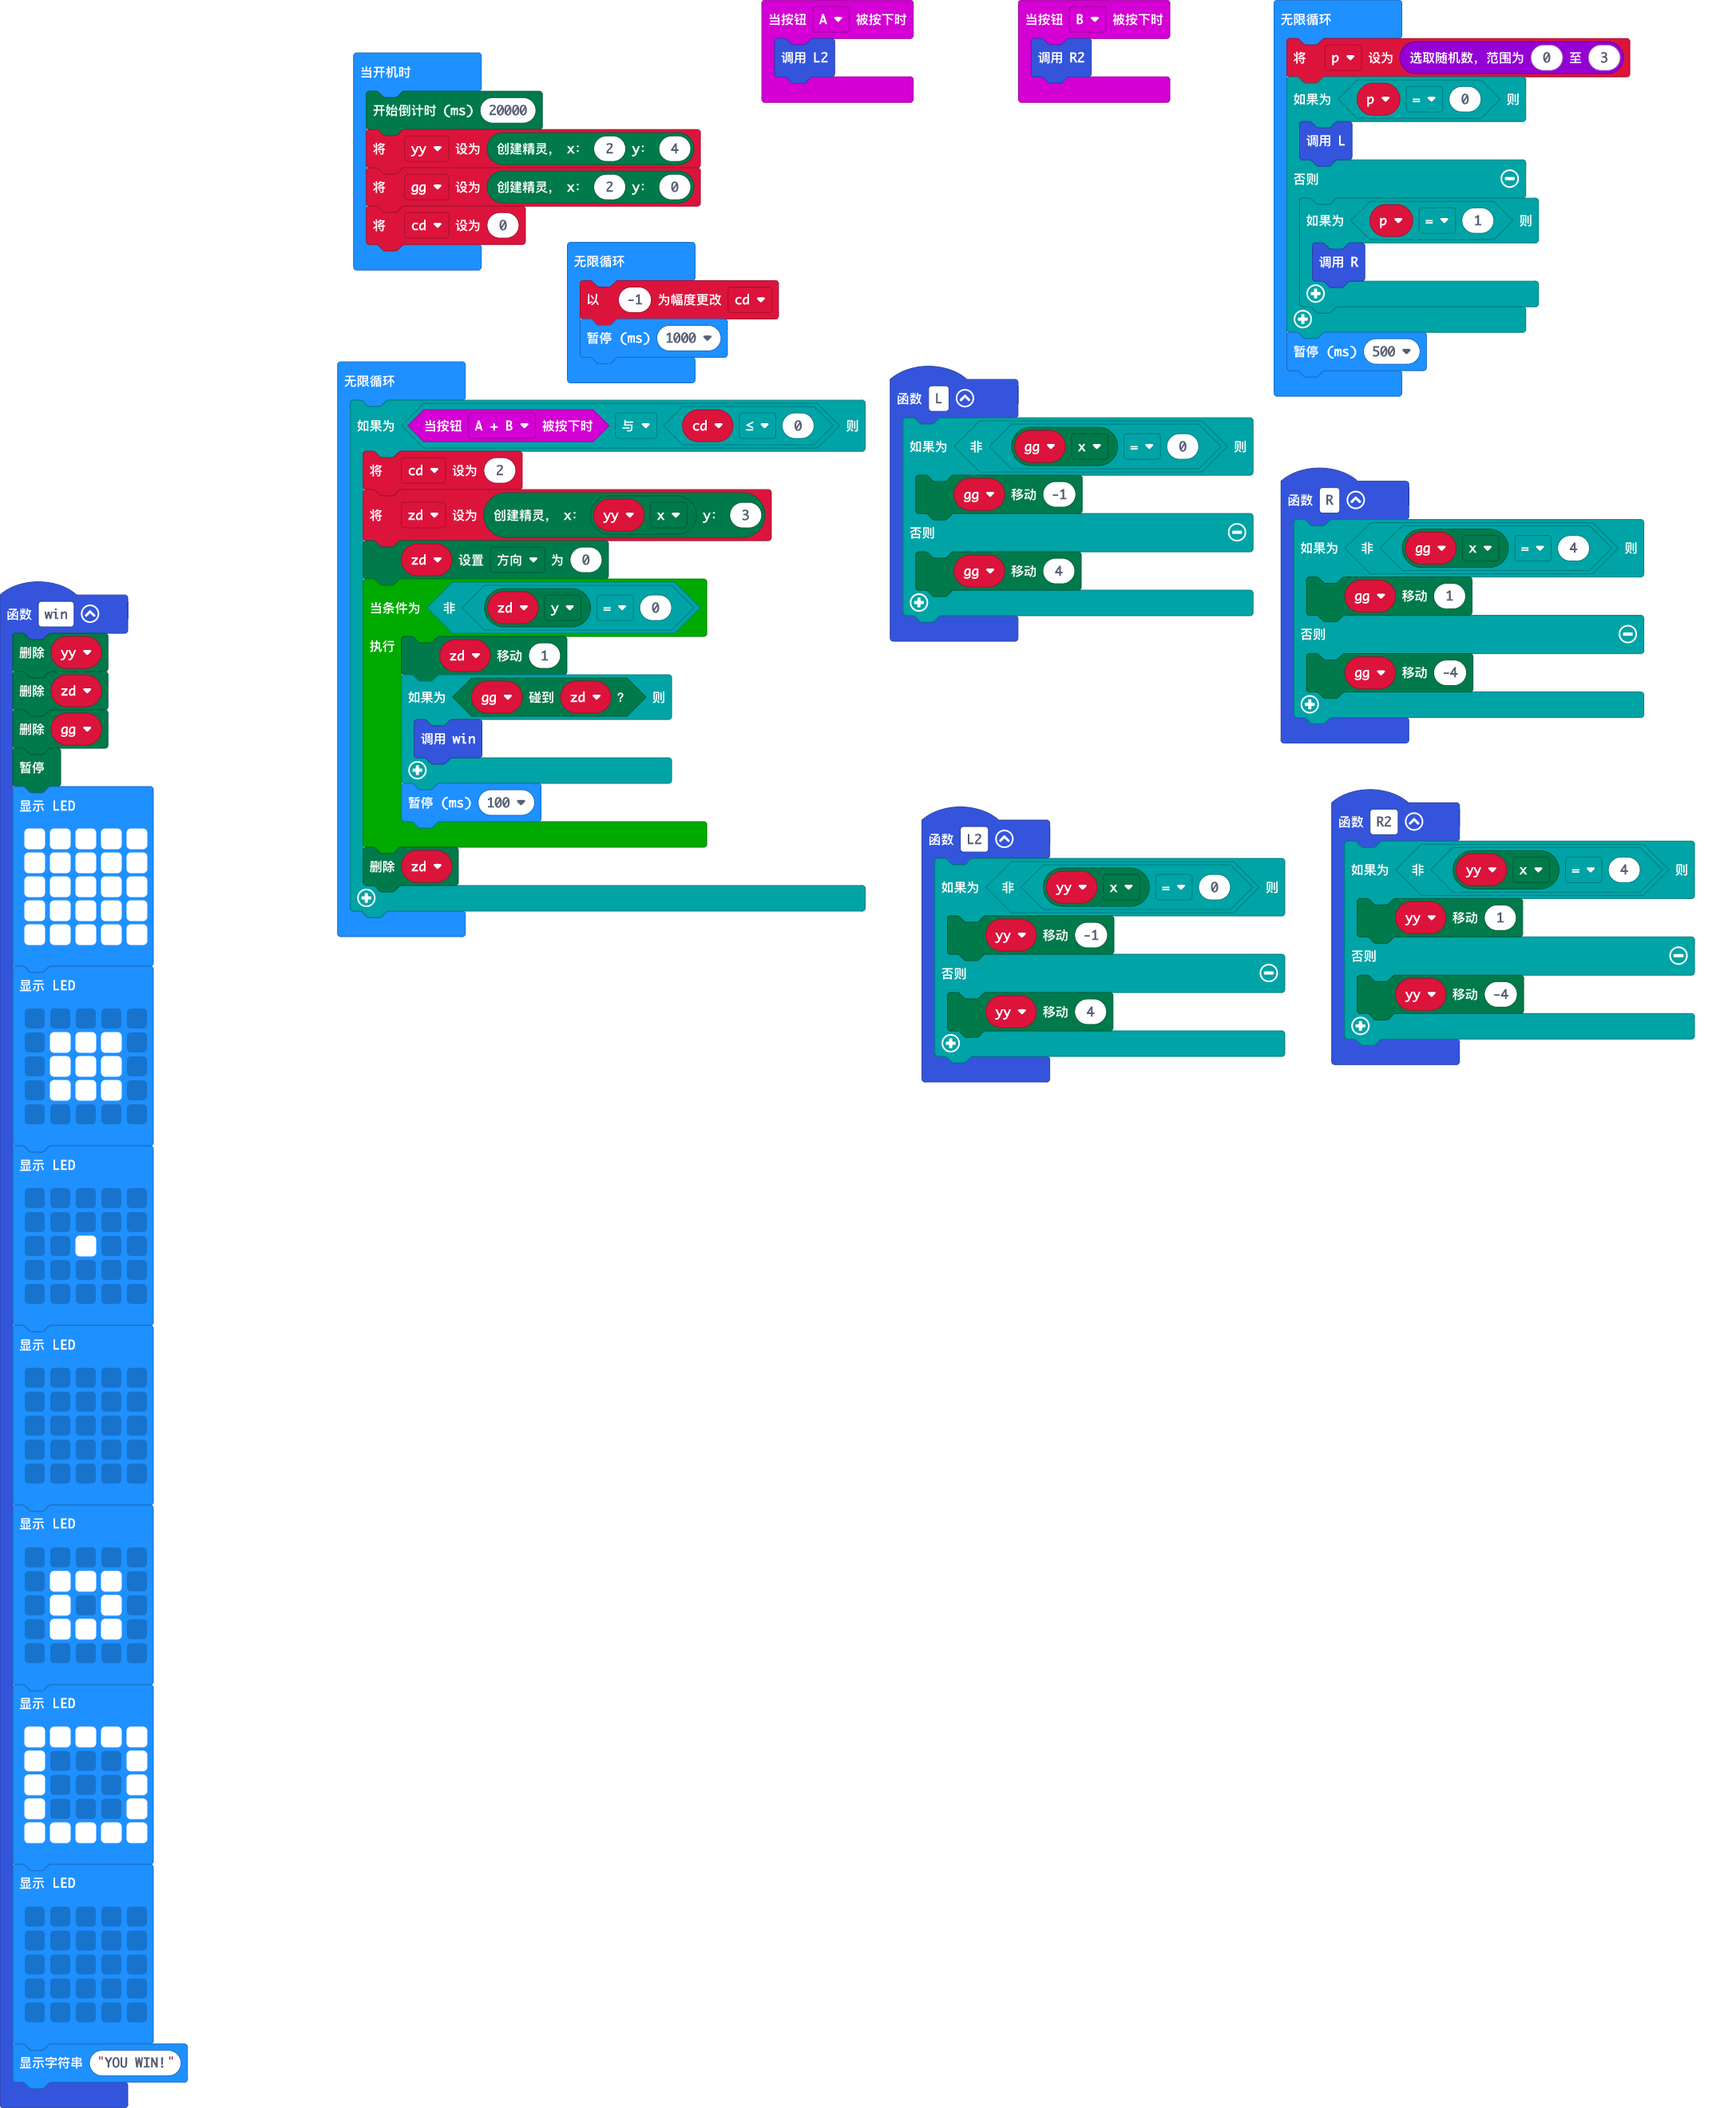 当按钮 A 被按下时
调用 L2
当按钮 B 被按下时
调用 R2
无限循环
将 p 设为 选取随机数，范围为 0 至 3
如果为 p = 0 则
调用 L
否则
如果为 p = 1 则
调用 R
暂停 (ms) 500
当开机时
开始倒计时 (ms) 20000
将 yy 设为 创建精灵， x: 2 y: 4
将 gg 设为 创建精灵， x: 2 y: 0
将 cd 设为 0
无限循环
以 -1 为幅度更改 cd
暂停 (ms) 1000
无限循环
如果为 当按钮 A + B 被按下时 与 cd ≤ 0 则
将 cd 设为 2
将 zd 设为 创建精灵， x: yy x y: 3
zd 设置 方向 为 0
当条件为 非 zd y = 0
执行
zd 移动 1
如果为 gg 碰到 zd ? 则
调用 win
暂停 (ms) 100
删除 zd
函数 L
如果为 非 gg x = 0 则
gg 移动 -1
否则
gg 移动 4
函数 R
如果为 非 gg x = 4 则
gg 移动 1
否则
gg 移动 -4
函数 L2
如果为 非 yy x = 0 则
yy 移动 -1
否则
yy 移动 4
函数 R2
如果为 非 yy x = 4 则
yy 移动 1
否则
yy 移动 -4
函数 win
删除 yy
删除 zd
删除 gg
暂停
显示 LED
显示 LED
显示 LED
显示 LED
显示 LED
显示 LED
显示 LED
显示字符串 "YOU WIN!"